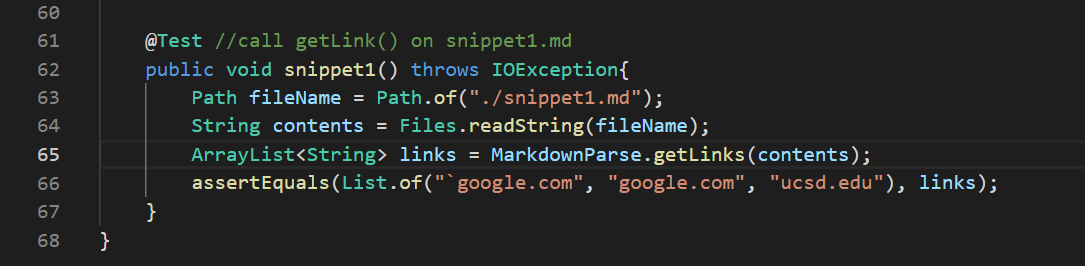 60
61 @Test //call getLink() on snippet1.md
62 public void snippet1() throws IOException{
63 Path fileName = Path.of("./snippet1.md");
64 String contents = Files.readString(fileName);
65 ArrayList<String> links = MarkdownParse.getLinks(contents);
66 assertEquals(List.of("`google.com", "google.com", "ucsd.edu"), links);
67 }
68 }